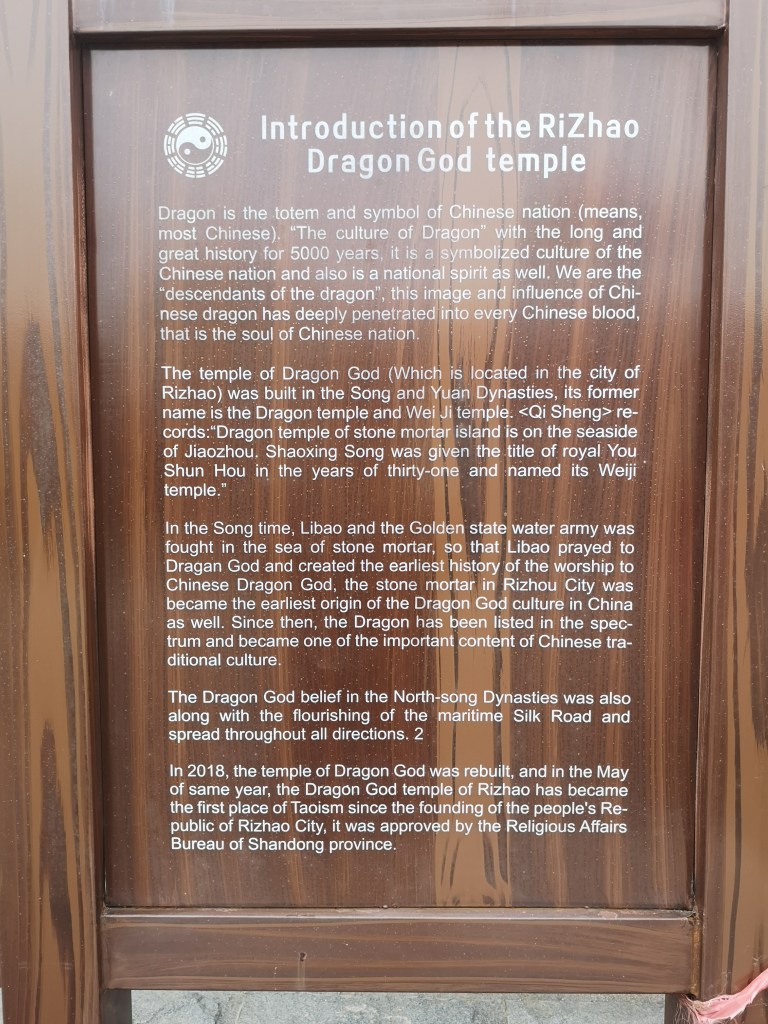 Introduction of the RiZhao
Dragon God temple
Dragon is the totem and symbol of Chinese nation (means,
most Chinese). “The culture of Dragon” with the long and
great history for 5000 years, it is a symbolized culture of the
Chinese nation and also is a national spirit as well. We are the
“descendants of the dragon”, this image and influence of Chi-
nese dragon has deeply penetrated into every Chinese blood,
that is the soul of Chinese nation.
The temple of Dragon God (Which is located in the city of
Rizhao) was built in the Song and Yuan Dynasties, its former
name is the Dragon temple and Wei Ji temple. <Qi Sheng> re-
cords:“Dragon temple of stone mortar island is on the seaside
of Jiaozhou. Shaoxing Song was given the title of royal You
Shun Hou in the years of thirty-one and named its Weiji
temple.”
In the Song time, Libao and the Golden state water army was
fought in the sea of stone mortar, so that Libao prayed to
Dragan God and created the earliest history of the worship to
Chinese Dragon God, the stone mortar in Rizhou City was
became the earliest origin of the Dragon God culture in China
as well. Since then, the Dragon has been listed in the spec-
trum and became one of the important content of Chinese tra-
ditional culture.
The Dragon God belief in the North-song Dynasties was also
along with the flourishing of the maritime Silk Road and
spread throughout all directions. 2
In 2018, the temple of Dragon God was rebuilt, and in the May
of same year, the Dragon God temple of Rizhao has became
the first place of Taoism since the founding of the people's Re-
public of Rizhao City, it was approved by the Religious Affairs
Bureau of Shandong province.